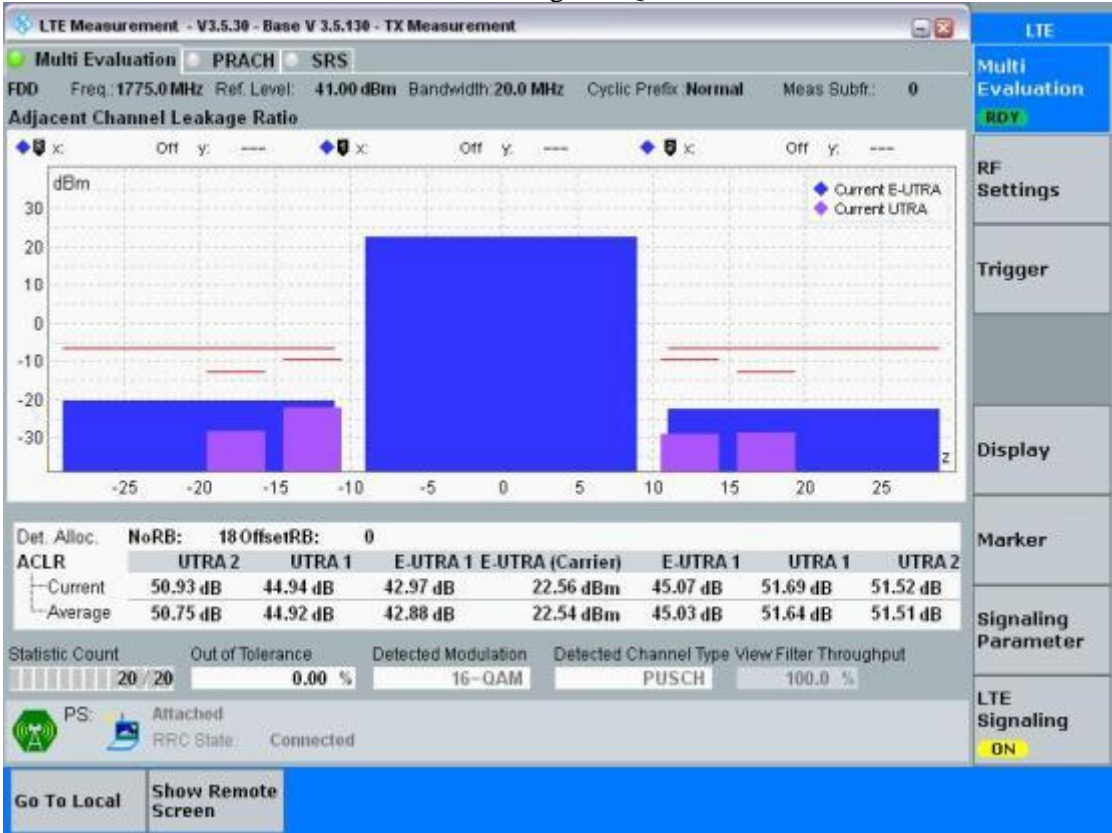 LTE Measurement - V3.5.30 - Base V 3.5.130 - TX Measurement
LTE
Multi Evaluation PRACH SRS
Multi Evaluation
RDY
FDD Freq.: 1775.0 MHz Ref. Level: 41.00 dBm Bandwidth: 20.0 MHz Cyclic Prefix: Normal Meas Subfr.: 0
Adjacent Channel Leakage Ratio
x: Off y: --- x: Off y: --- x: Off y: ---
dBm
Current E-UTRA
Current UTRA
30
20
10
0
-10
-20
-30
z
-25 -20 -15 -10 -5 0 5 10 15 20 25
RF Settings
Trigger
Display
Marker
Signaling Parameter
LTE Signaling
ON
Det. Alloc. NoRB: 18 OffsetRB: 0
ACLR UTRA 2 UTRA 1 E-UTRA 1 E-UTRA (Carrier) E-UTRA 1 UTRA 1 UTRA 2
Current 50.93 dB 44.94 dB 42.97 dB 22.56 dBm 45.07 dB 51.69 dB 51.52 dB
Average 50.75 dB 44.92 dB 42.88 dB 22.54 dBm 45.03 dB 51.64 dB 51.51 dB
Statistic Count Out of Tolerance Detected Modulation Detected Channel Type View Filter Throughput
20 / 20 0.00 % 16-QAM PUSCH 100.0 %
PS: Attached
RRC State: Connected
Go To Local Show Remote Screen